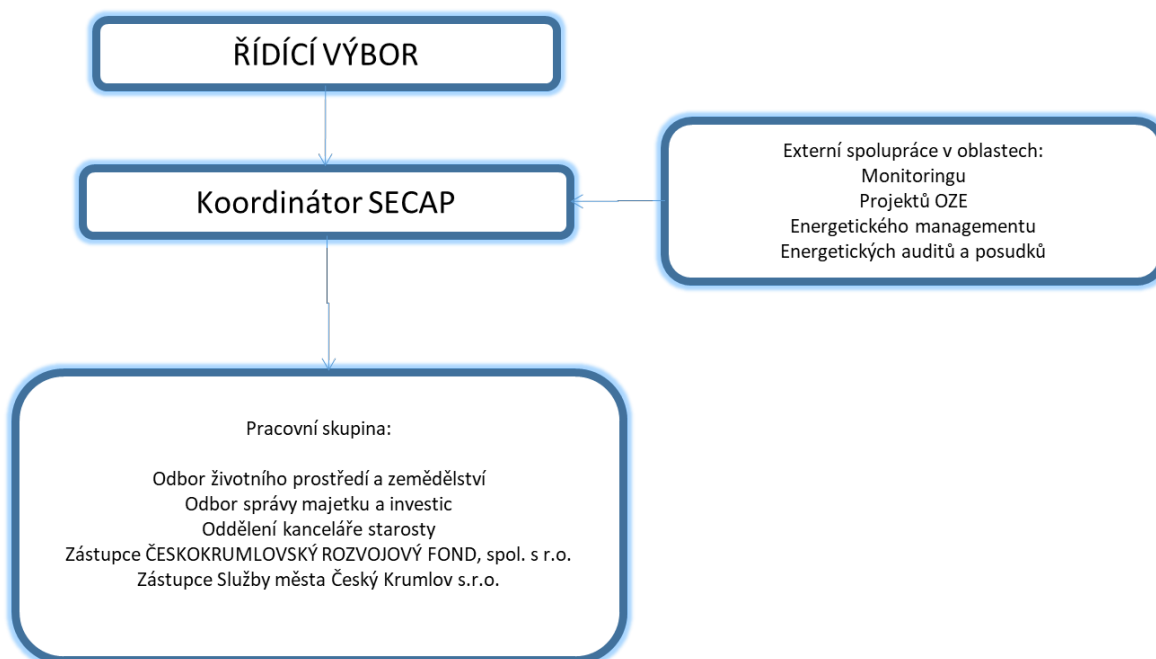 ŘÍDÍCÍ VÝBOR
Koordinátor SECAP
Externí spolupráce v oblastech:
Monitoringu
Projektů OZE
Energetického managementu
Energetických auditů a posudků
Pracovní skupina:
Odbor životního prostředí a zemědělství
Odbor správy majetku a investic
Oddělení kanceláře starosty
Zástupce ČESKOKRUMLOVSKÝ ROZVOJOVÝ FOND, spol. s r.o.
Zástupce Služby města Český Krumlov s.r.o.